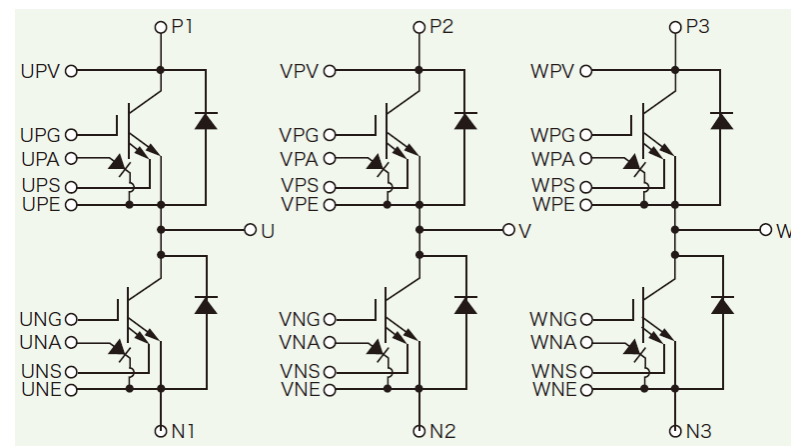 P1 P2 P3
UPV VPV WPV
UPG VPG WPG
UPA VPA WPA
UPS VPS WPS
UPE VPE WPE
U V W
UNG VNG WNG
UNA VNA WNA
UNS VNS WNS
UNE VNE WNE
N1 N2 N3